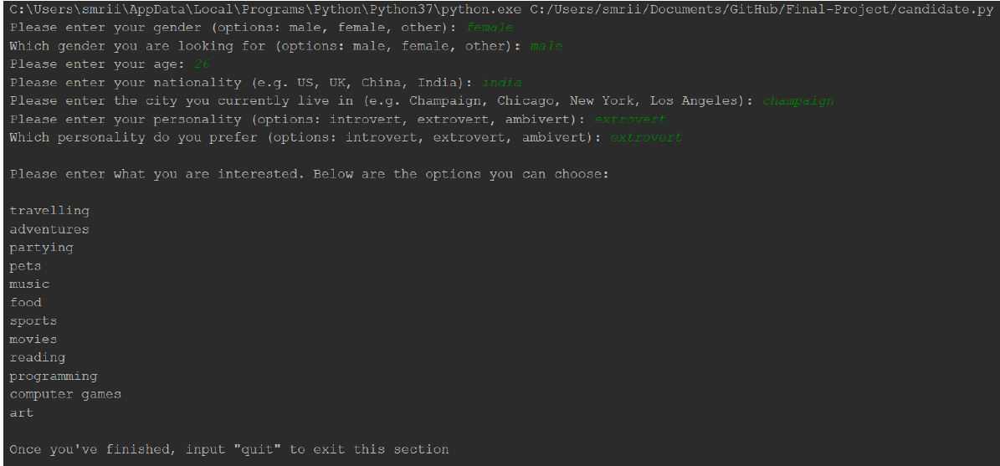 C:\Users\smrii\AppData\Local\Programs\Python\Python37\python.exe C:/Users/smrii/Documents/GitHub/Final-Project/candidate.py
Please enter your gender (options: male, female, other): female
Which gender you are looking for (options: male, female, other): male
Please enter your age: 26
Please enter your nationality (e.g. US, UK, China, India): india
Please enter the city you currently live in (e.g. Champaign, Chicago, New York, Los Angeles): champaign
Please enter your personality (options: introvert, extrovert, ambivert): extrovert
Which personality do you prefer (options: introvert, extrovert, ambivert): extrovert
Please enter what you are interested. Below are the options you can choose:
travelling
adventures
partying
pets
music
food
sports
movies
reading
programming
computer games
art
Once you've finished, input "quit" to exit this section